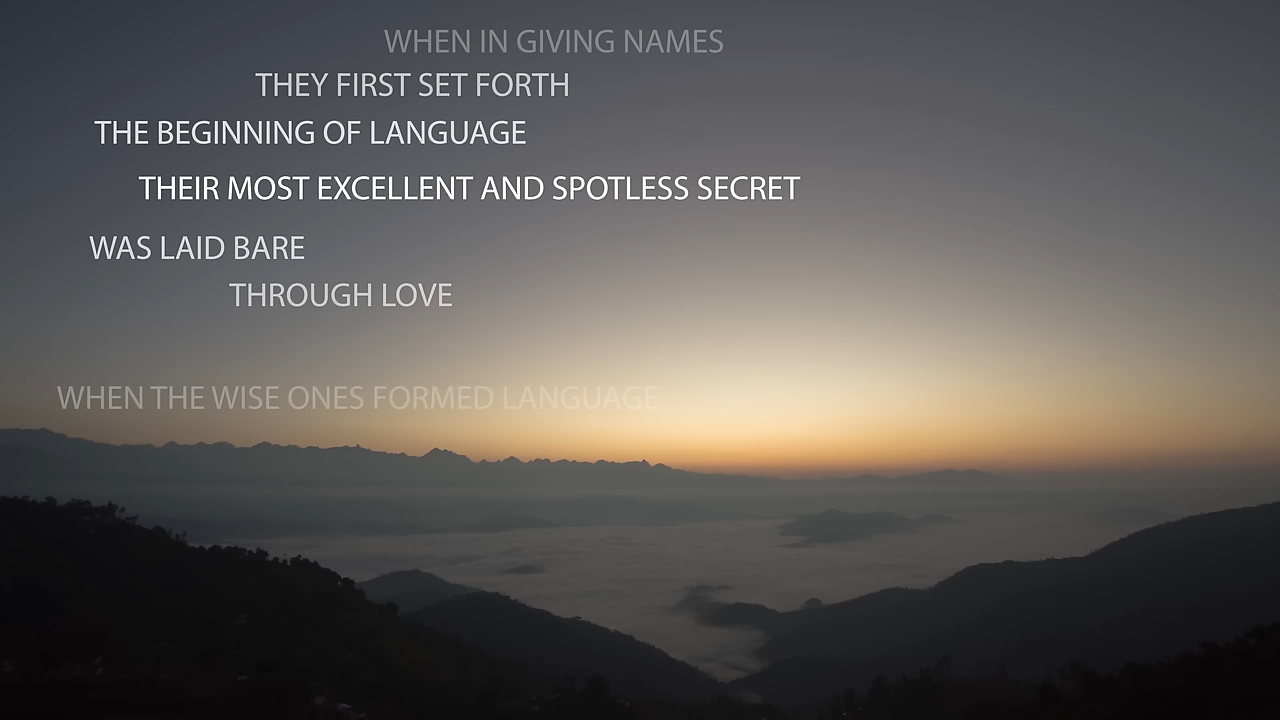 WHEN IN GIVING NAMES
THEY FIRST SET FORTH
THE BEGINNING OF LANGUAGE
THEIR MOST EXCELLENT AND SPOTLESS SECRET
WAS LAID BARE
THROUGH LOVE
WHEN THE WISE ONES FORMED LANGUAGE